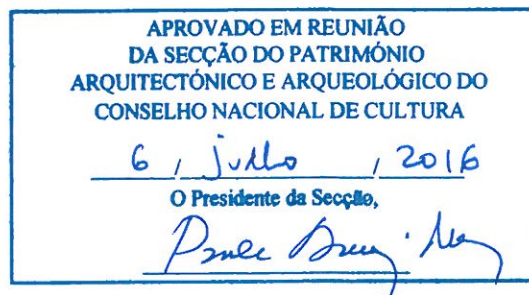 APROVADO EM REUNIÃO
DA SECÇÃO DO PATRIMÓNIO
ARQUITECTÓNICO E ARQUEOLÓGICO DO
CONSELHO NACIONAL DE CULTURA
6 / Julho / 2016
O Presidente da Secção,